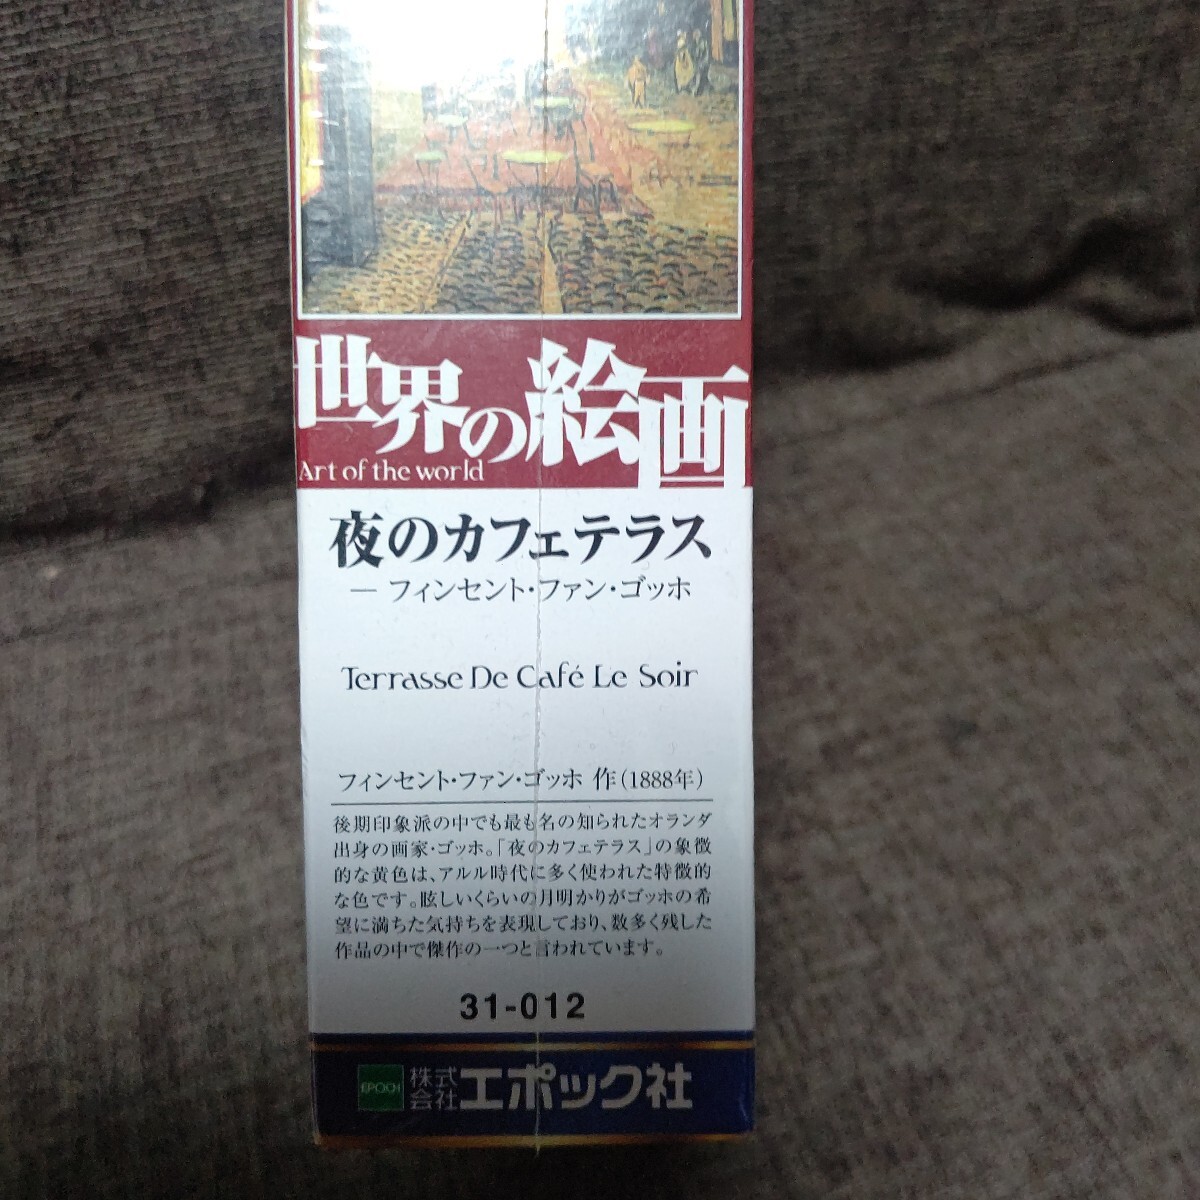 世界の絵画
Art of the world
夜のカフェテラス
— フィンセント・ファン・ゴッホ
Terrasse De Café Le Soir
フィンセント・ファン・ゴッホ 作（1888年）
後期印象派の中でも最も名の知られたオランダ
出身の画家・ゴッホ。「夜のカフェテラス」の象徴
的な黄色は、アルル時代に多く使われた特徴的
な色です。眩しいくらいの月明かりがゴッホの希
望に満ちた気持ちを表現しており、数多く残した
作品の中で傑作の一つと言われています。
31-012
EPOCH 株式会社エポック社